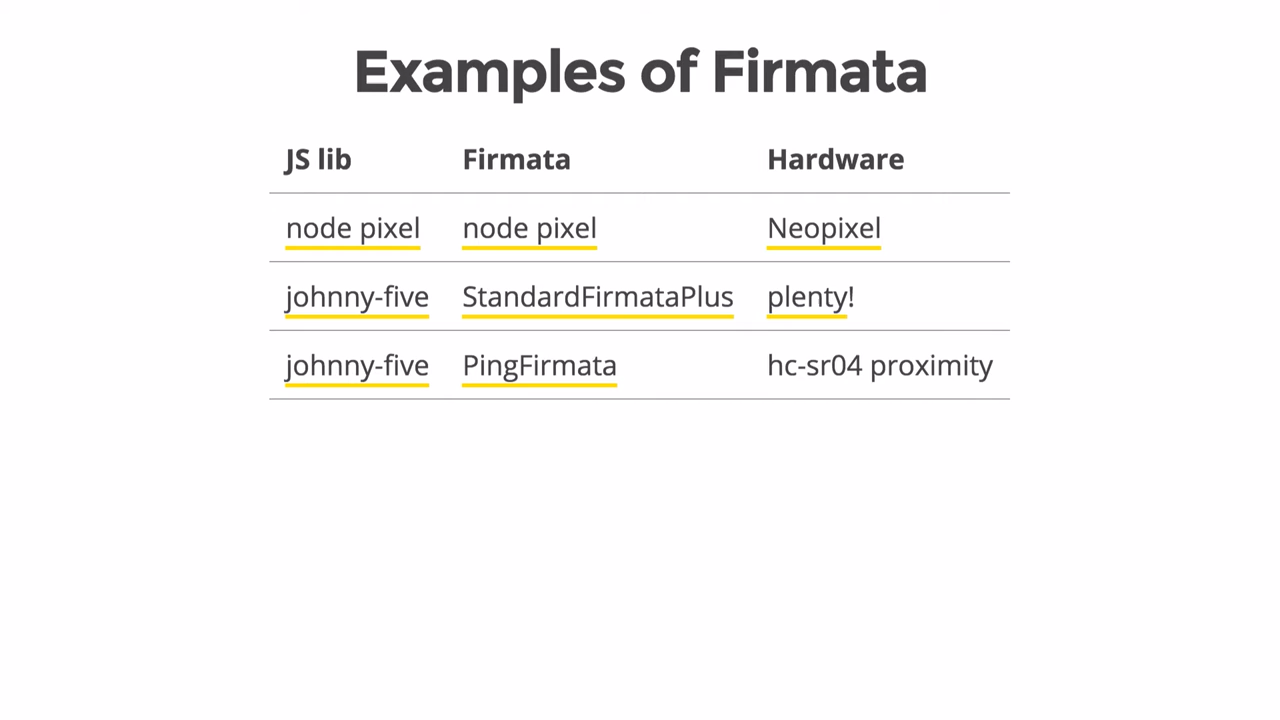 Examples of Firmata
JS lib Firmata Hardware
node pixel node pixel Neopixel
johnny-five StandardFirmataPlus plenty!
johnny-five PingFirmata hc-sr04 proximity